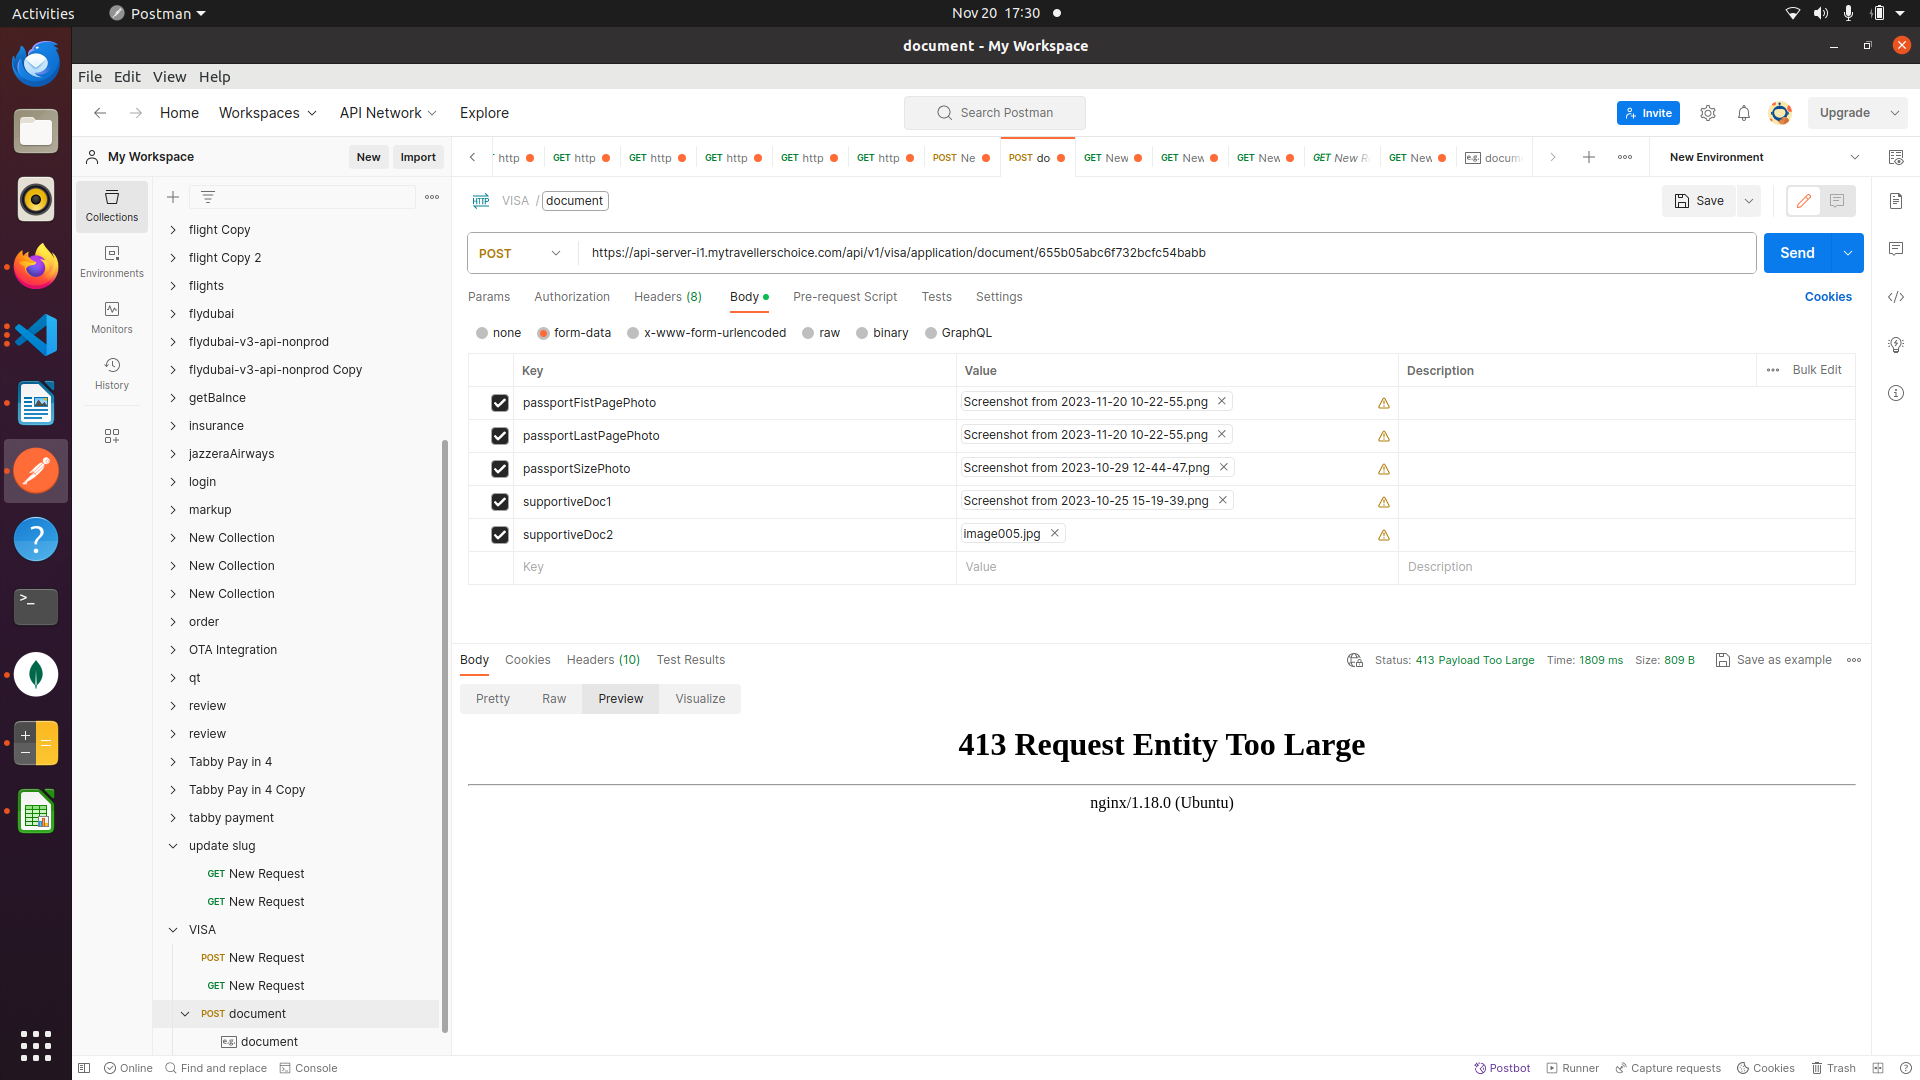 Activities
Postman
Nov 20 17:30
document - My Workspace
File Edit View Help
Home Workspaces API Network Explore
Search Postman
Invite
Upgrade
My Workspace
New Import
http
GET http
GET http
GET http
GET http
GET http
POST Ne
POST do
GET New
GET New
GET New
GET New R
GET New
e.g. docum
New Environment
Collections
Environments
Monitors
History
flight Copy
flight Copy 2
flights
flydubai
flydubai-v3-api-nonprod
flydubai-v3-api-nonprod Copy
getBalnce
insurance
jazzeraAirways
login
markup
New Collection
New Collection
New Collection
order
OTA Integration
qt
review
review
Tabby Pay in 4
Tabby Pay in 4 Copy
tabby payment
update slug
GET New Request
GET New Request
VISA
POST New Request
GET New Request
POST document
e.g. document
HTTP VISA / document
Save
POST
https://api-server-i1.mytravellerschoice.com/api/v1/visa/application/document/655b05abc6f732bcfc54babb
Send
Params Authorization Headers (8) Body Pre-request Script Tests Settings
Cookies
none form-data x-www-form-urlencoded raw binary GraphQL
Key Value Description Bulk Edit
passportFistPagePhoto Screenshot from 2023-11-20 10-22-55.png
passportLastPagePhoto Screenshot from 2023-11-20 10-22-55.png
passportSizePhoto Screenshot from 2023-10-29 12-44-47.png
supportiveDoc1 Screenshot from 2023-10-25 15-19-39.png
supportiveDoc2 image005.jpg
Key Value Description
Body Cookies Headers (10) Test Results
Status: 413 Payload Too Large Time: 1809 ms Size: 809 B Save as example
Pretty Raw Preview Visualize
413 Request Entity Too Large
nginx/1.18.0 (Ubuntu)
Online Find and replace Console
Postbot Runner Capture requests Cookies Trash